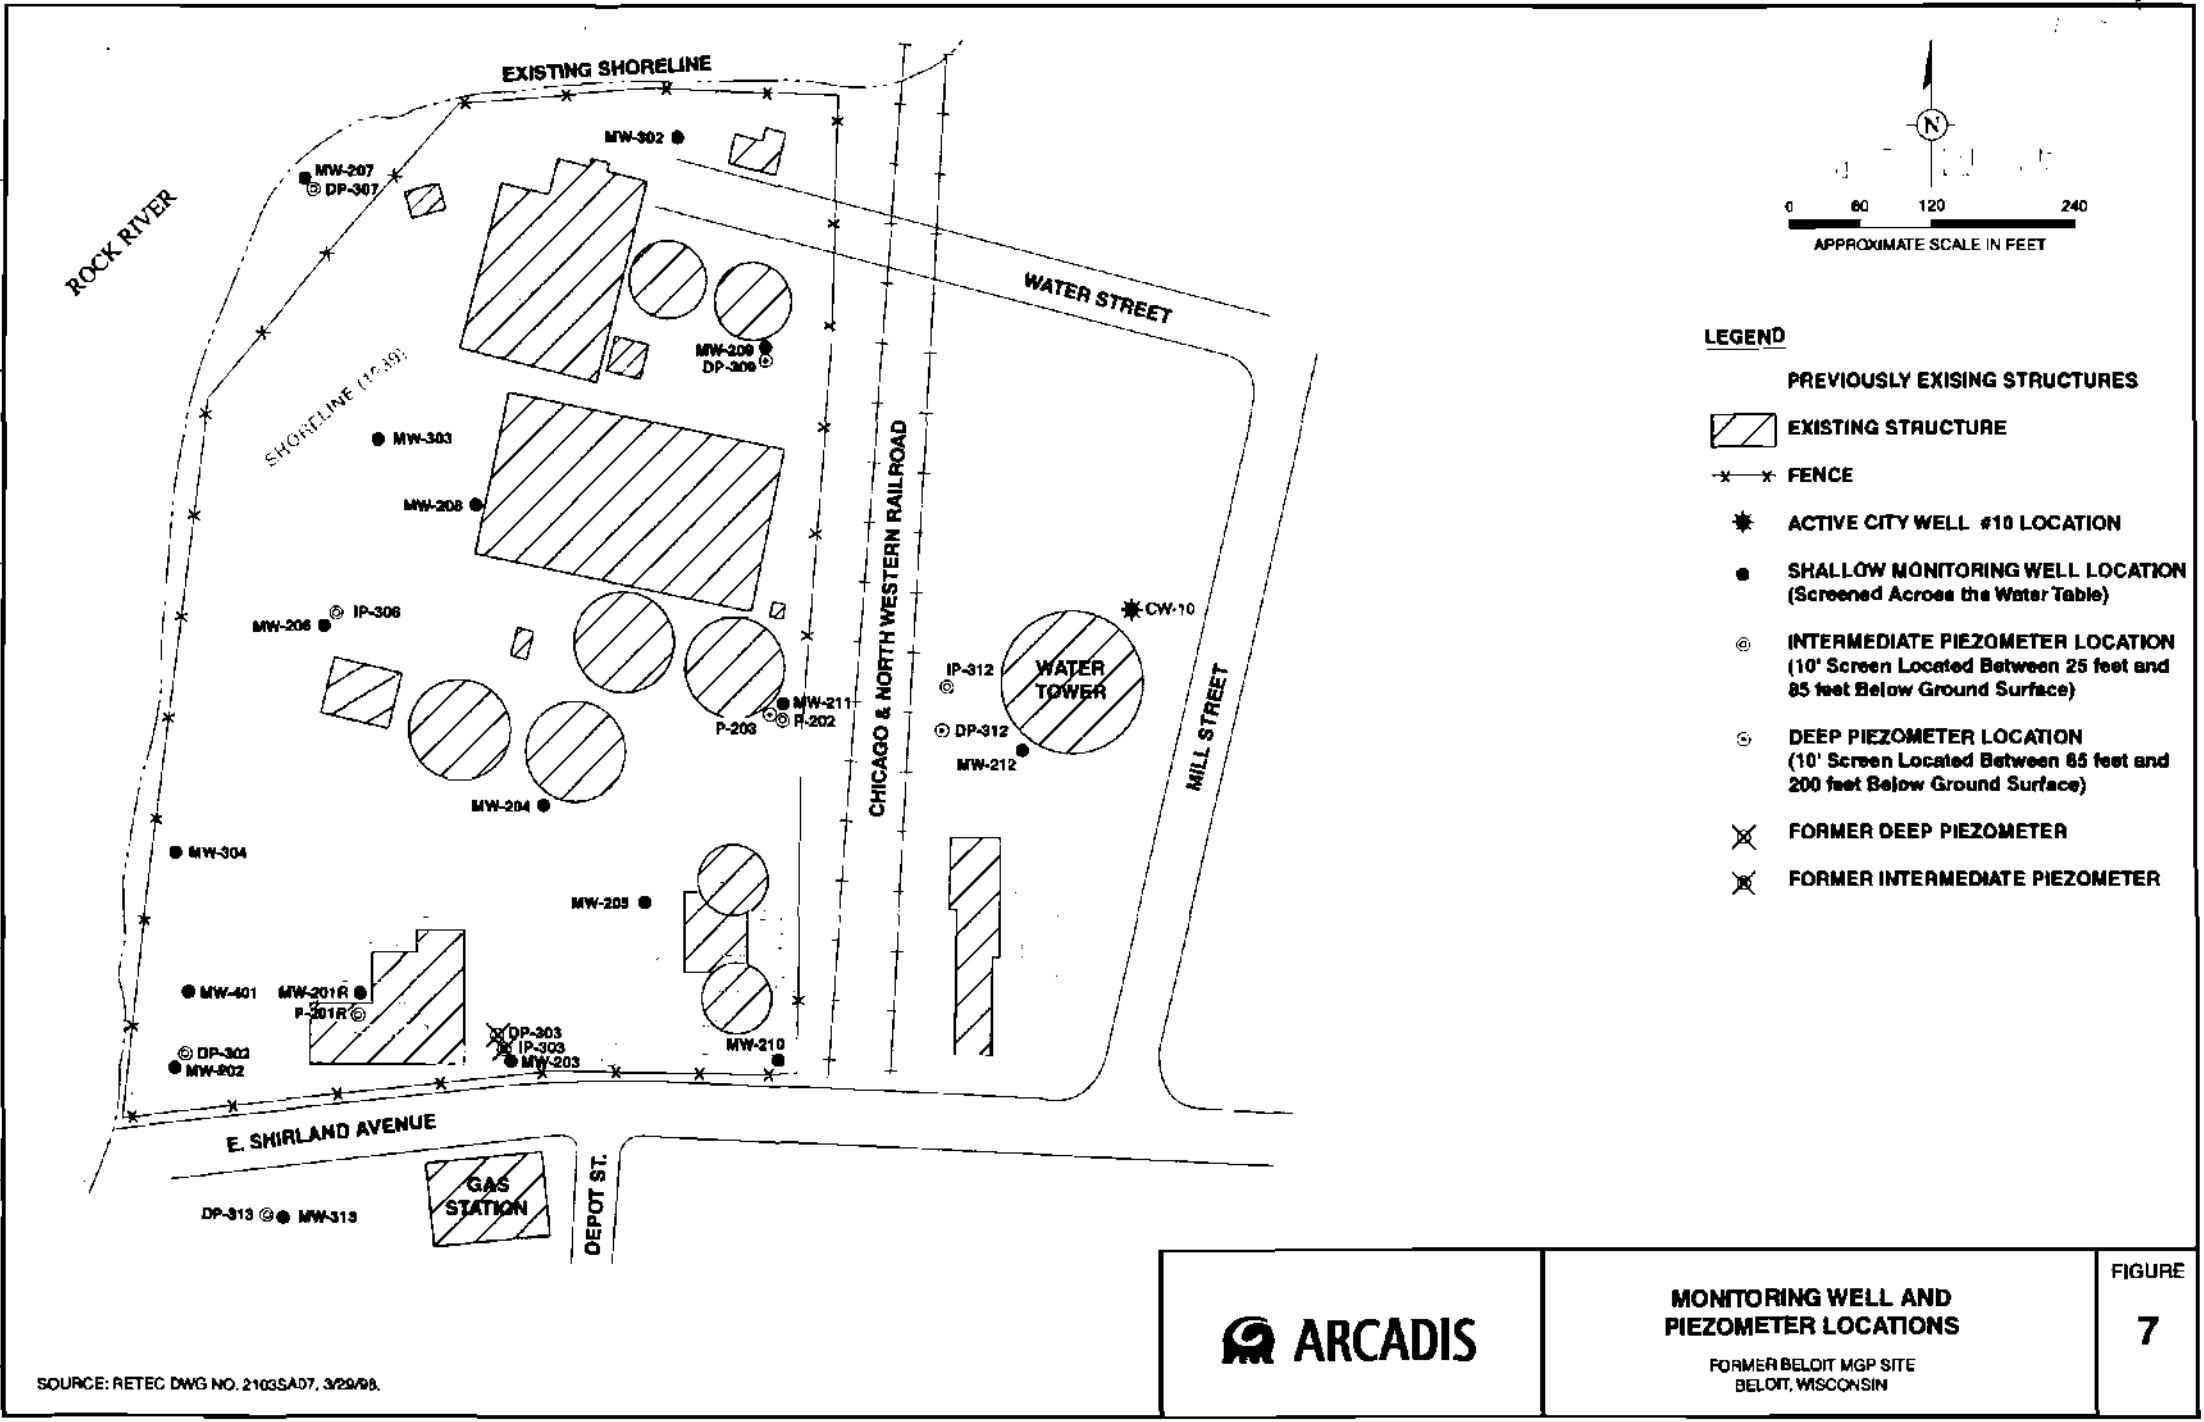 EXISTING SHORELINE
MW-302
MW-207
DP-307
ROCK RIVER
N
0 60 120 240
APPROXIMATE SCALE IN FEET
WATER STREET
MW-209
DP-309
LEGEND
PREVIOUSLY EXISING STRUCTURES
EXISTING STRUCTURE
FENCE
ACTIVE CITY WELL #10 LOCATION
SHALLOW MONITORING WELL LOCATION
(Screened Across the Water Table)
INTERMEDIATE PIEZOMETER LOCATION
(10' Screen Located Between 25 feet and
85 feet Below Ground Surface)
DEEP PIEZOMETER LOCATION
(10' Screen Located Between 65 feet and
200 feet Below Ground Surface)
FORMER DEEP PIEZOMETER
FORMER INTERMEDIATE PIEZOMETER
SHORELINE
MW-303
MW-208
CHICAGO & NORTH WESTERN RAILROAD
IP-306
MW-206
CW-10
WATER
TOWER
IP-312
DP-312
MW-212
MILL STREET
MW-211
P-202
P-203
MW-204
MW-304
MW-205
MW-401
MW-201R
P-201R
DP-302
MW-202
DP-303
IP-303
MW-203
MW-210
E. SHIRLAND AVENUE
GAS
STATION
DEPOT ST.
DP-313
MW-313
ARCADIS
MONITORING WELL AND
PIEZOMETER LOCATIONS
FORMER BELOIT MGP SITE
BELOIT, WISCONSIN
FIGURE
7
SOURCE: RETEC DWG NO. 2103SA07, 3/29/98.